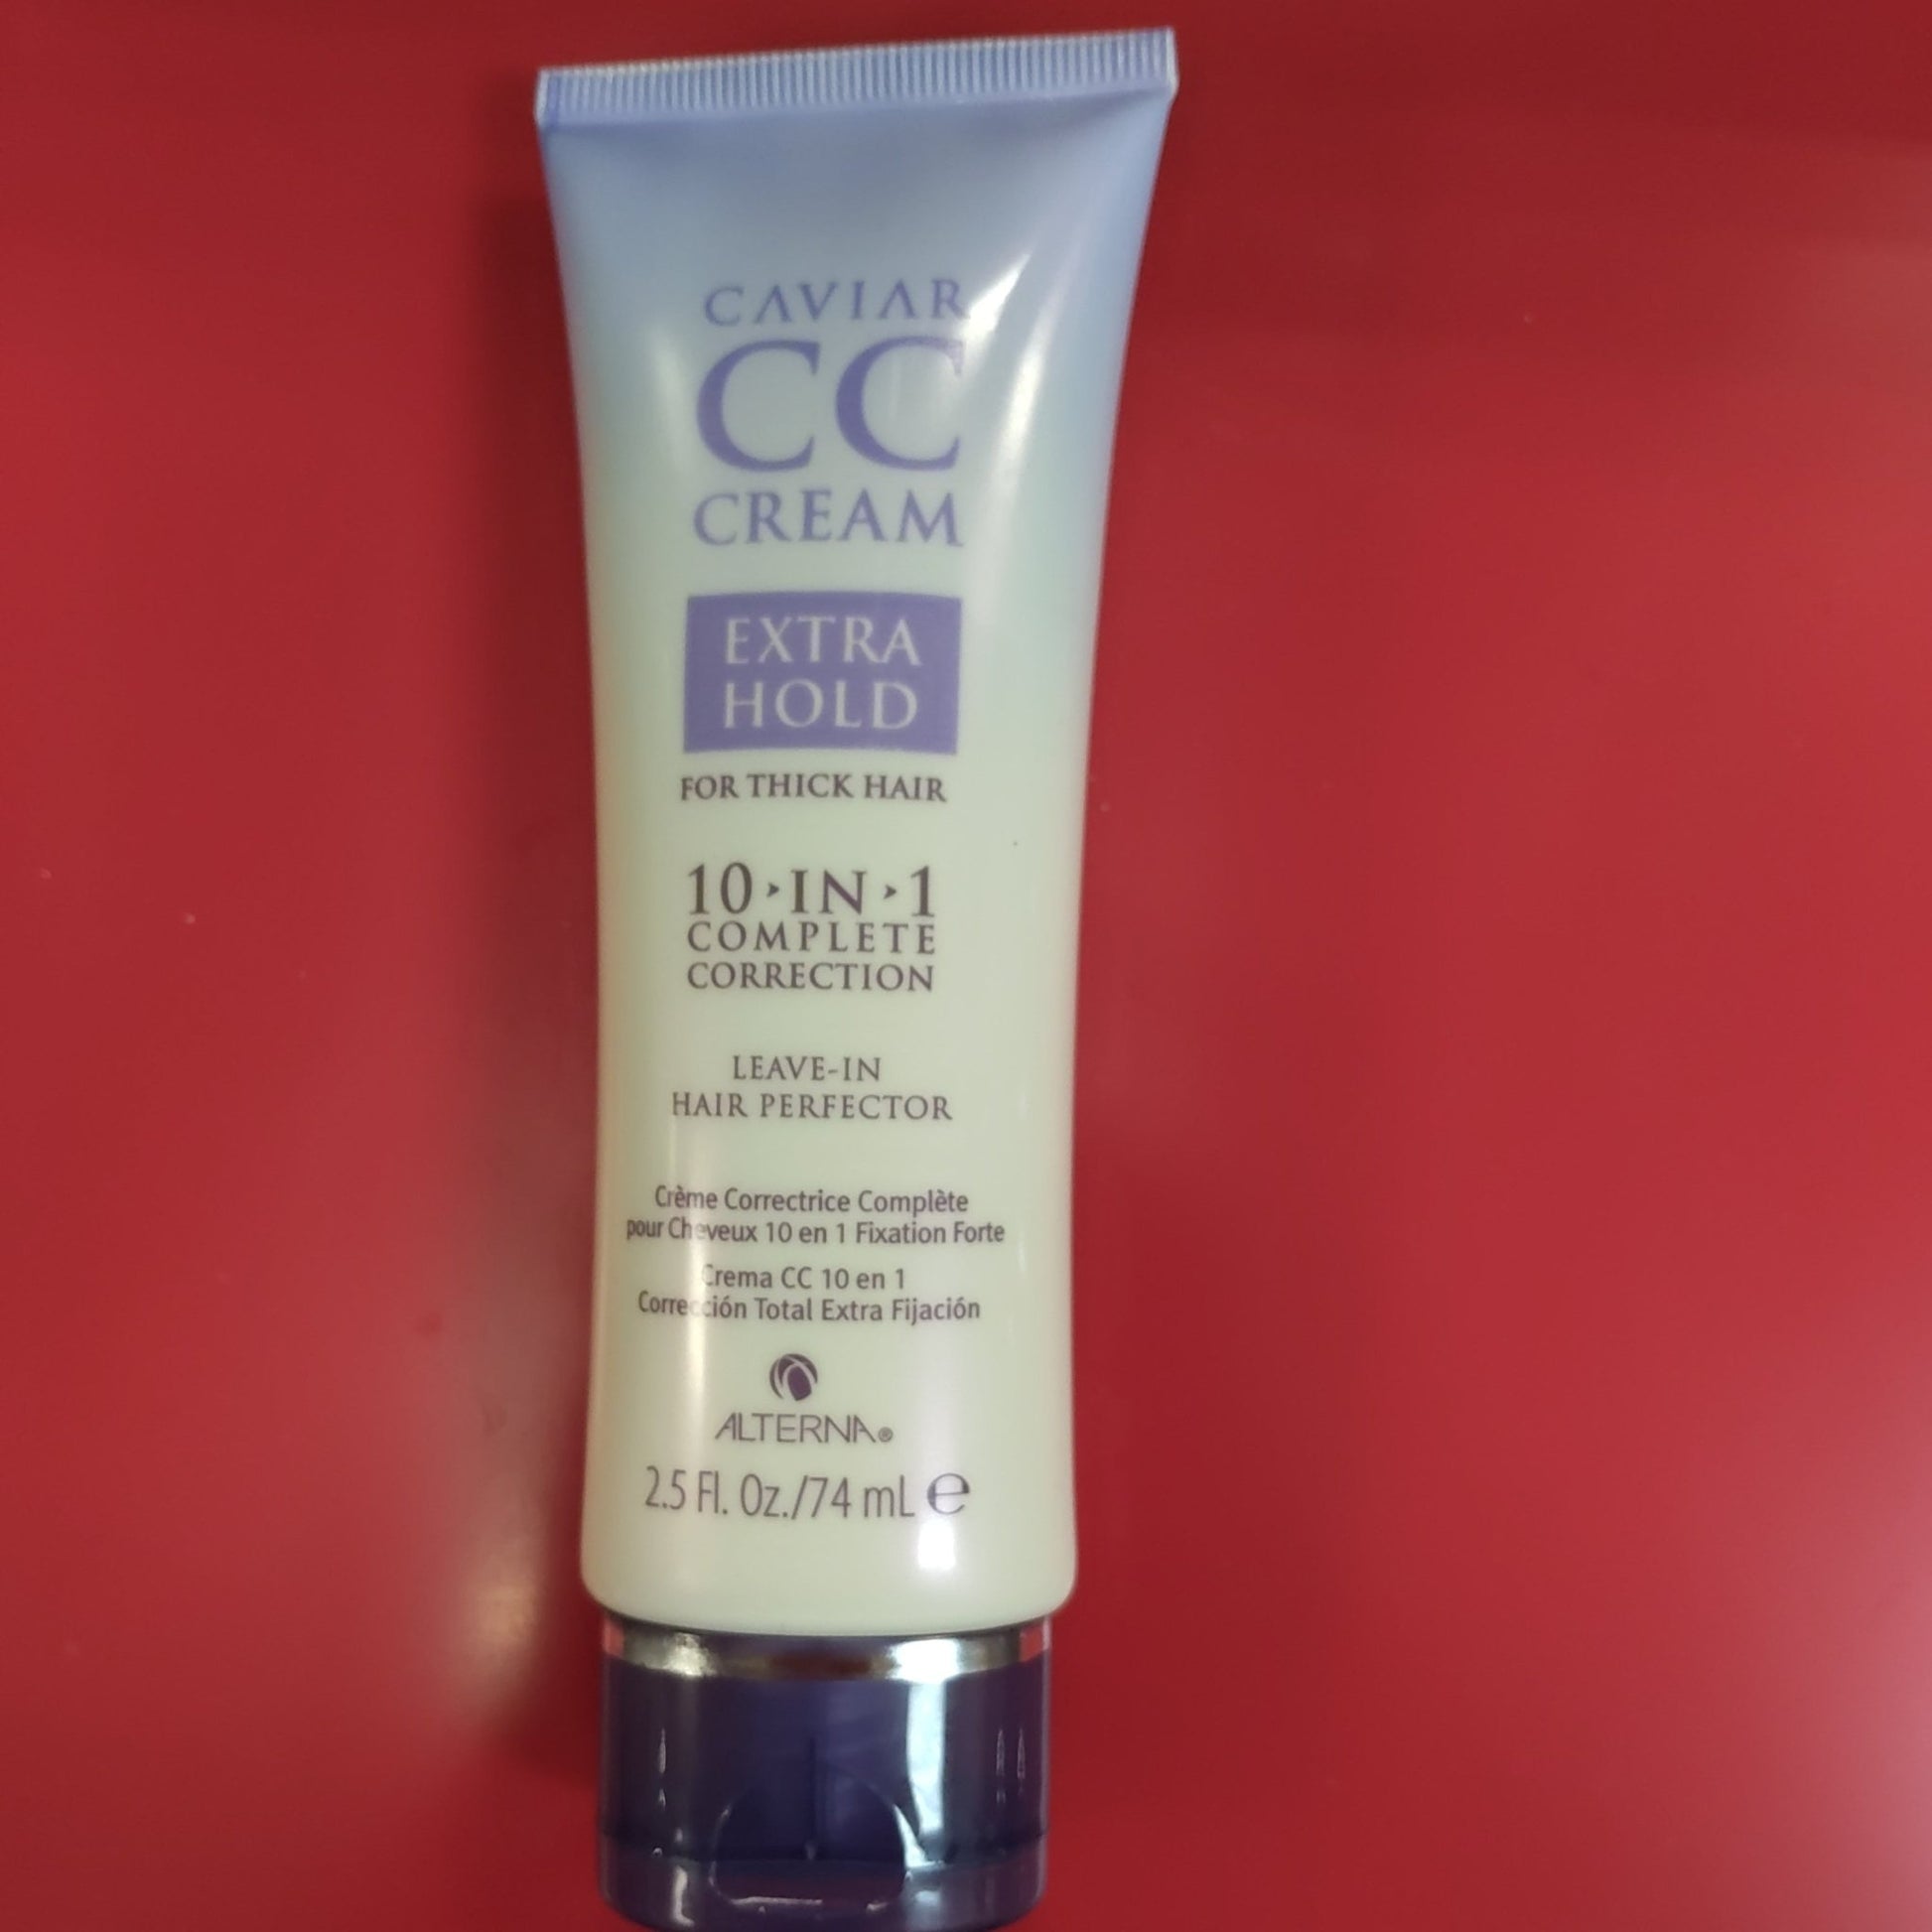 CAVIAR
CC
CREAM
EXTRA
HOLD
FOR THICK HAIR
10▸IN▸1
COMPLETE
CORRECTION
LEAVE-IN
HAIR PERFECTOR
Crème Correctrice Complète
pour Cheveux 10 en 1 Fixation Forte
Crema CC 10 en 1
Corrección Total Extra Fijación
ALTERNA®
2.5 Fl. Oz./74 mL ℮